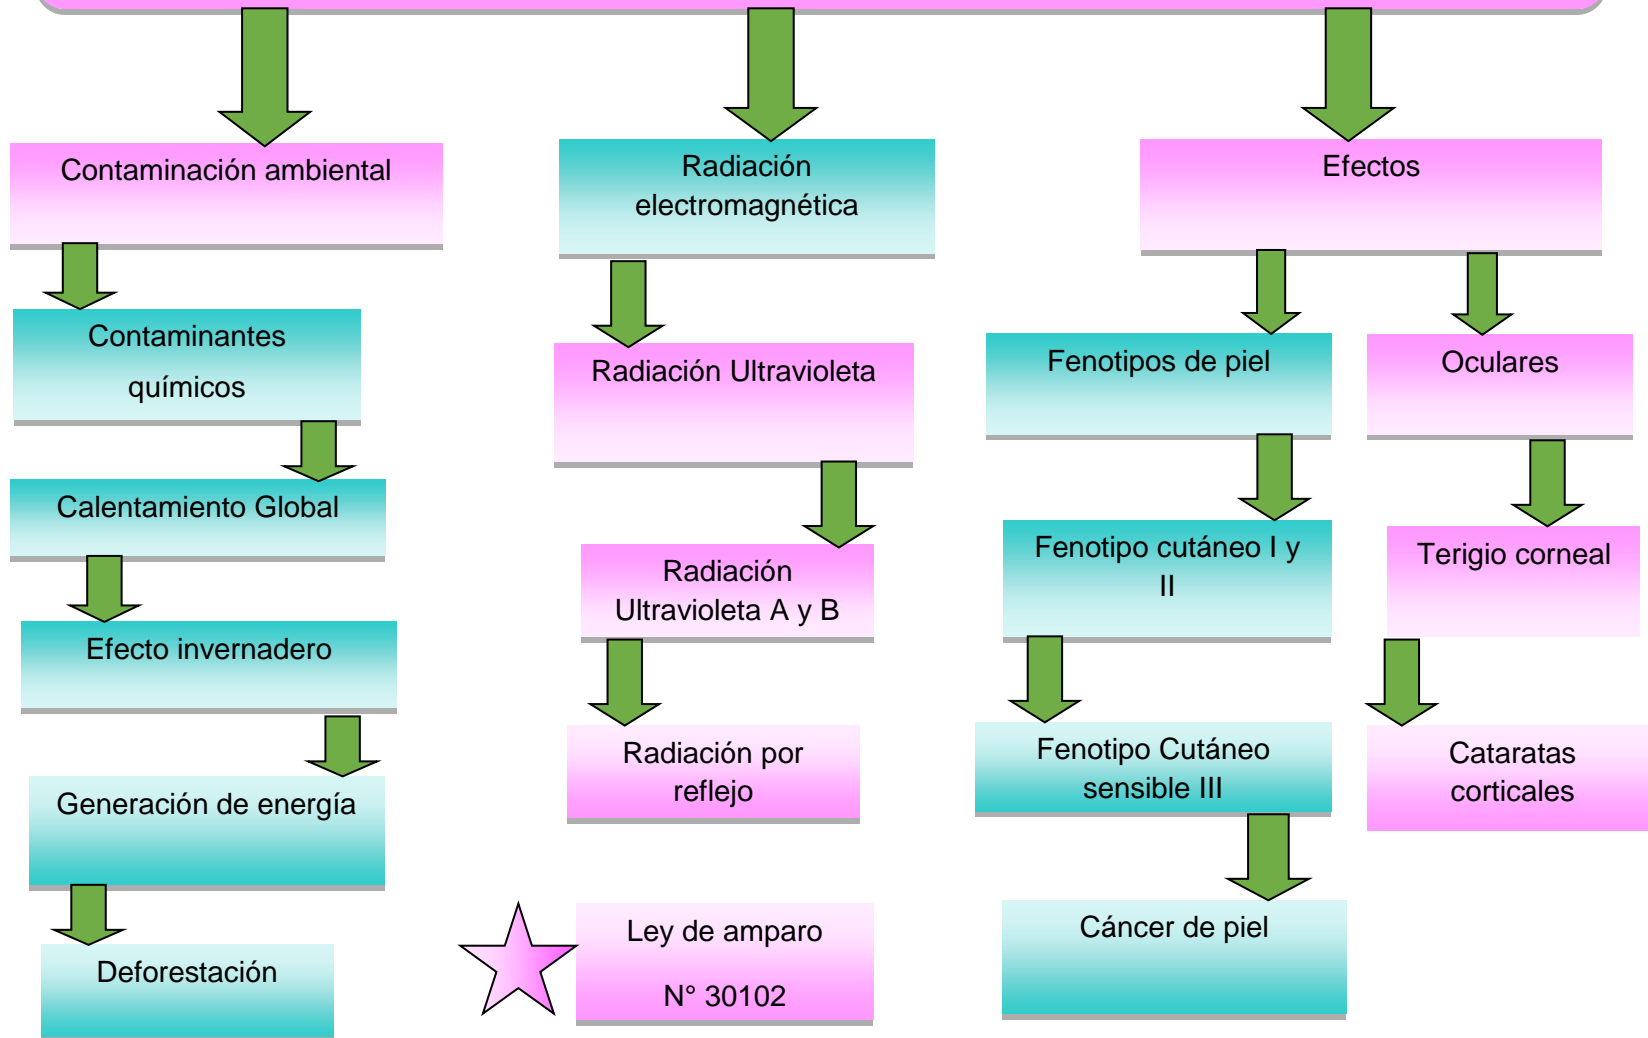 Contaminación ambiental
Contaminantes
químicos
Calentamiento Global
Efecto invernadero
Generación de energía
Deforestación
Radiación
electromagnética
Radiación Ultravioleta
Radiación
Ultravioleta A y B
Radiación por
reflejo
Ley de amparo
N° 30102
Efectos
Fenotipos de piel
Fenotipo cutáneo I y
II
Fenotipo Cutáneo
sensible III
Cáncer de piel
Oculares
Terigio corneal
Cataratas
corticales